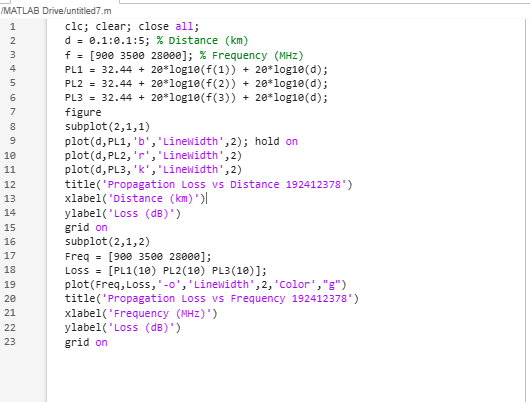 /MATLAB Drive/untitled7.m
1 clc; clear; close all;
2 d = 0.1:0.1:5; % Distance (km)
3 f = [900 3500 28000]; % Frequency (MHz)
4 PL1 = 32.44 + 20*log10(f(1)) + 20*log10(d);
5 PL2 = 32.44 + 20*log10(f(2)) + 20*log10(d);
6 PL3 = 32.44 + 20*log10(f(3)) + 20*log10(d);
7 figure
8 subplot(2,1,1)
9 plot(d,PL1,'b','LineWidth',2); hold on
10 plot(d,PL2,'r','LineWidth',2)
11 plot(d,PL3,'k','LineWidth',2)
12 title('Propagation Loss vs Distance 192412378')
13 xlabel('Distance (km)')
14 ylabel('Loss (dB)')
15 grid on
16 subplot(2,1,2)
17 Freq = [900 3500 28000];
18 Loss = [PL1(10) PL2(10) PL3(10)];
19 plot(Freq,Loss,'-o','LineWidth',2,'Color',"g")
20 title('Propagation Loss vs Frequency 192412378')
21 xlabel('Frequency (MHz)')
22 ylabel('Loss (dB)')
23 grid on